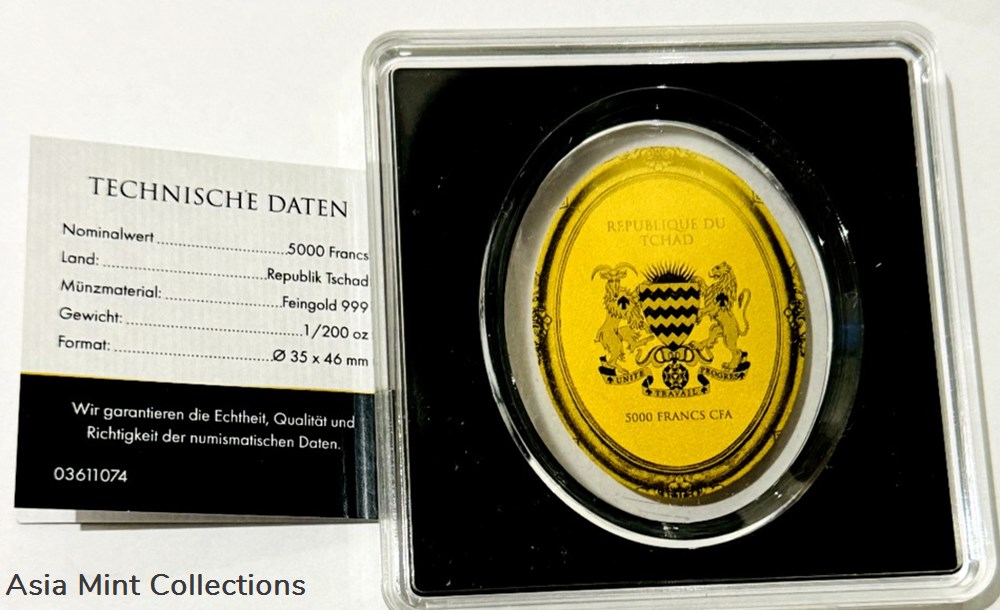 TECHNISCHE DATEN
Nominalwert ........................5000 Francs
Land: ................................Republik Tschad
Münzmaterial: ......................Feingold 999
Gewicht: ................................1/200 oz
Format: ................................Ø 35 x 46 mm
Wir garantieren die Echtheit, Qualität und
Richtigkeit der numismatischen Daten.
03611074
REPUBLIQUE DU
TCHAD
UNITE TRAVAIL PROGRES
5000 FRANCS CFA
Asia Mint Collections